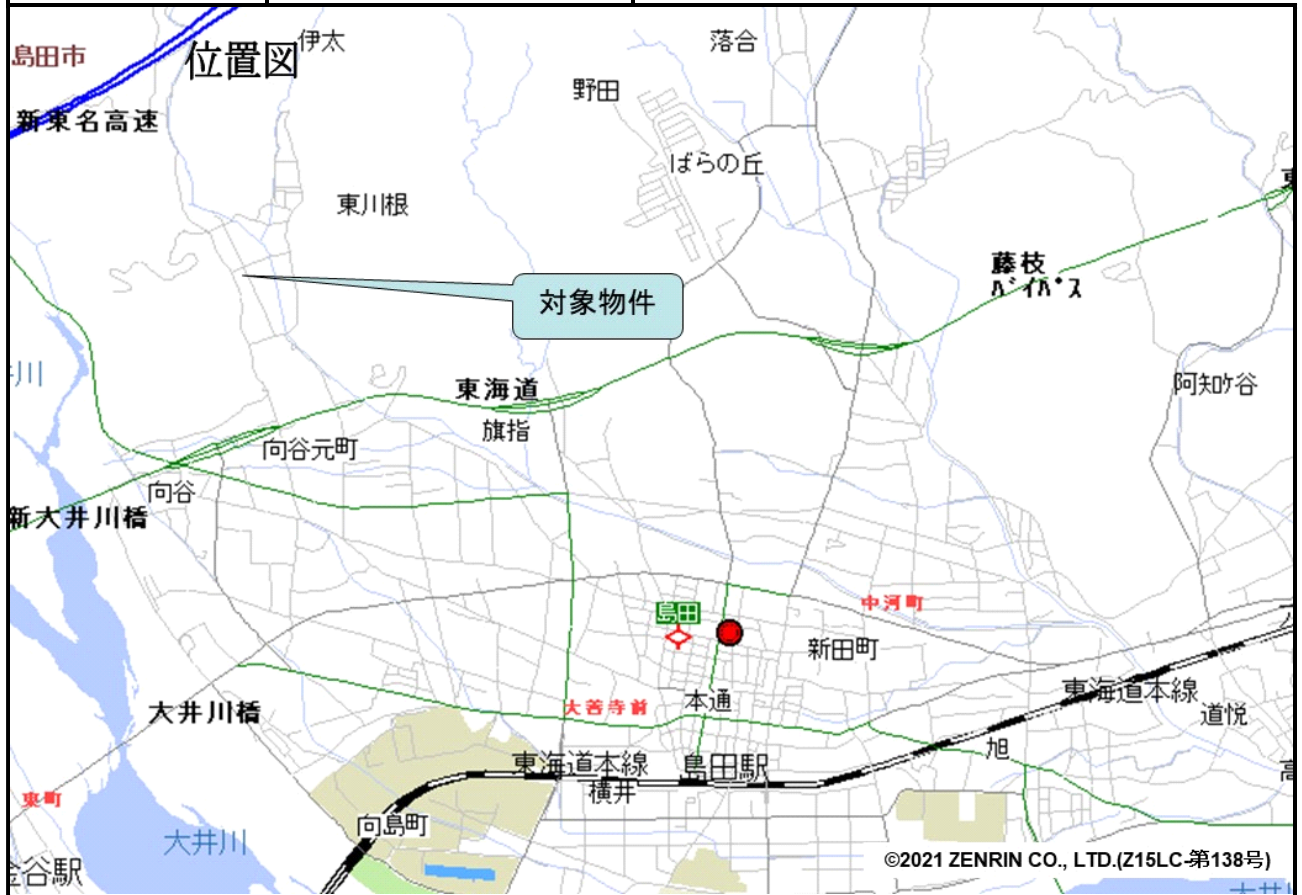 島田市
位置図
伊太
落合
野田
新東名高速
ばらの丘
東川根
藤枝
ﾊﾞｲﾊﾟｽ
対象物件
東海道
旗指
阿知ケ谷
向谷元町
向谷
新大井川橋
島田
中河町
新田町
大井川橋
大善寺前
本通
東海道本線
道悦
旭
東海道本線
島田駅
横井
東町
向島町
大井川
金谷駅
©2021 ZENRIN CO., LTD.(Z15LC-第138号)